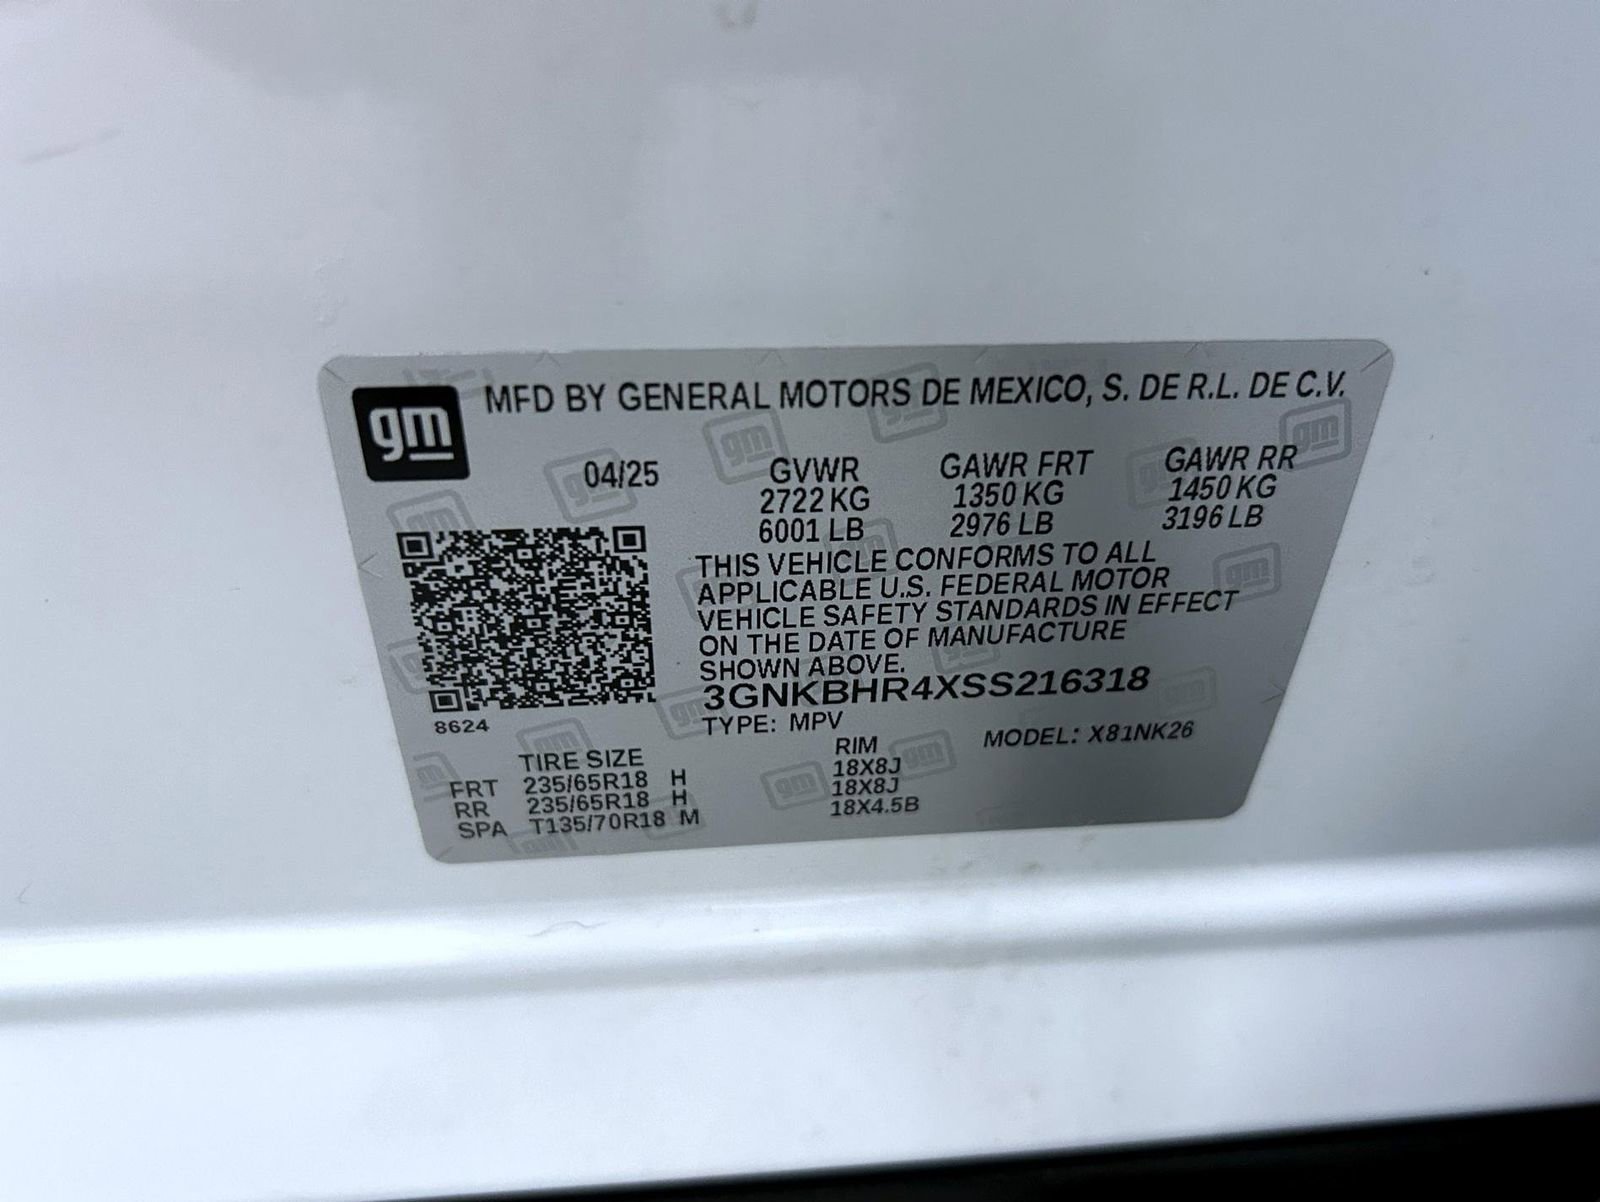 gm MFD BY GENERAL MOTORS DE MEXICO, S. DE R.L. DE C.V.
04/25 GVWR GAWR FRT GAWR RR
2722 KG 1350 KG 1450 KG
6001 LB 2976 LB 3196 LB
THIS VEHICLE CONFORMS TO ALL
APPLICABLE U.S. FEDERAL MOTOR
VEHICLE SAFETY STANDARDS IN EFFECT
ON THE DATE OF MANUFACTURE
SHOWN ABOVE.
3GNKBHR4XSS216318
8624 TYPE: MPV
TIRE SIZE RIM MODEL: X81NK26
FRT 235/65R18 H 18X8J
RR 235/65R18 H 18X8J
SPA T135/70R18 M 18X4.5B